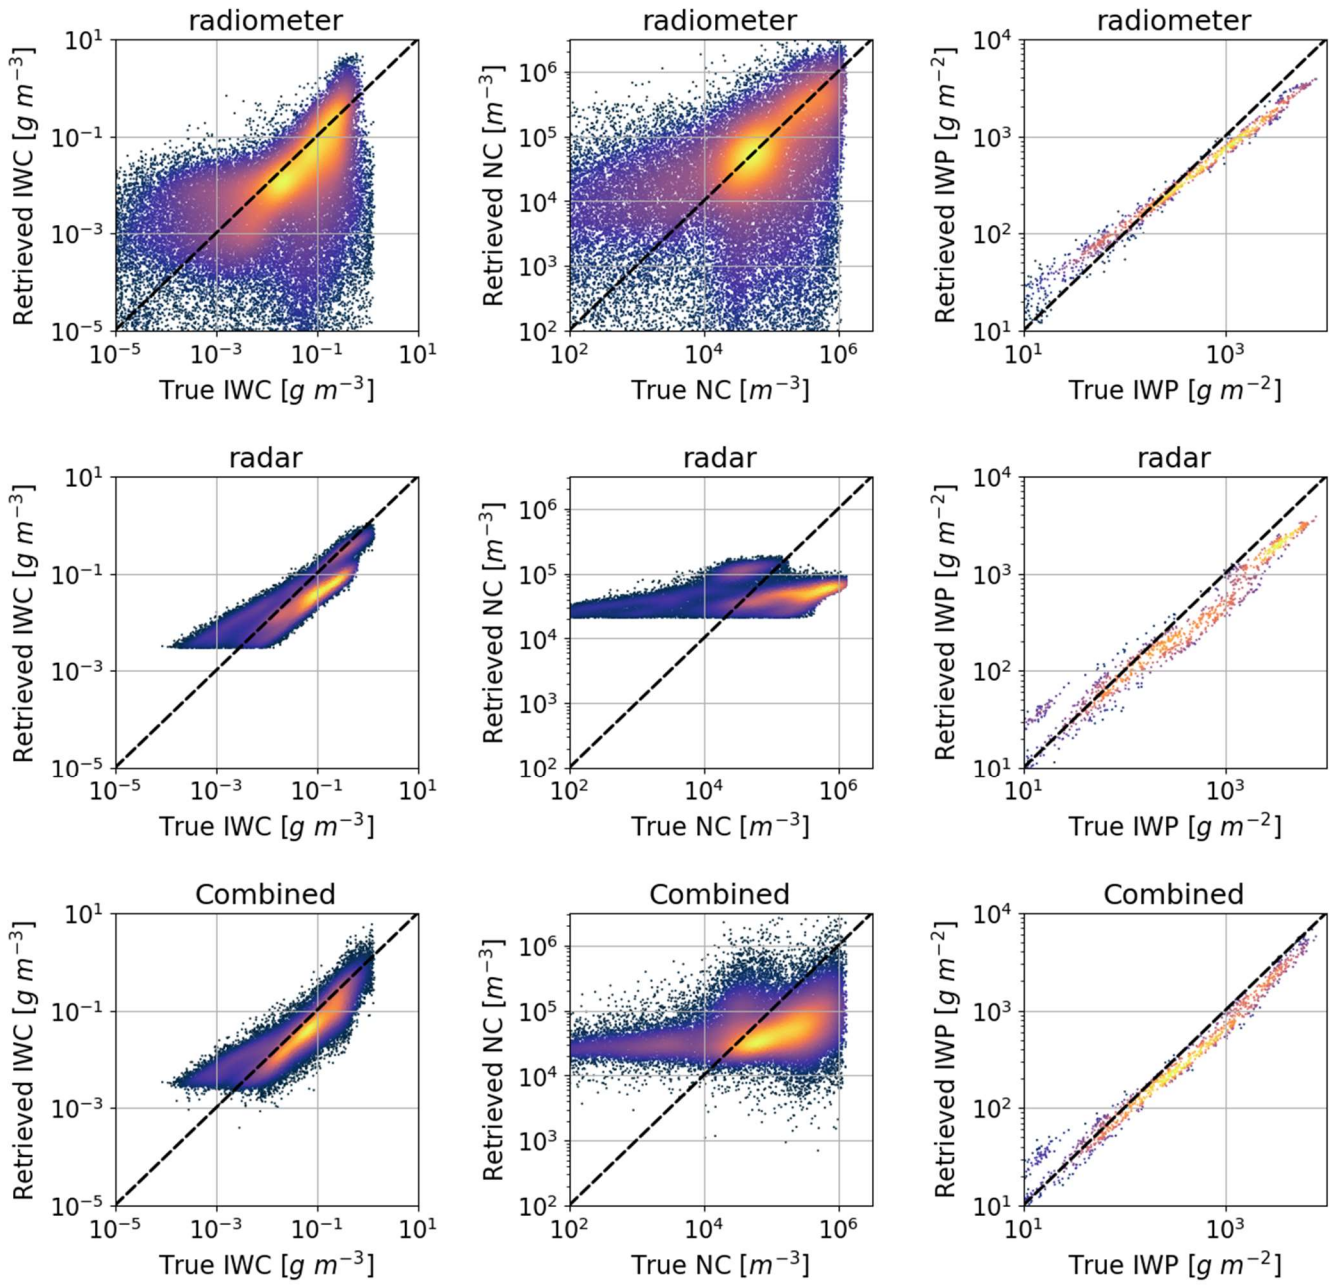 radiometer radiometer radiometer
10^1 10^4
10^6
Retrieved IWC [g m^−3] Retrieved NC [m^−3] Retrieved IWP [g m^−2]
10^−1 10^5 10^3
10^4
10^−3 10^2
10^3
10^−5 10^2 10^1
10^−5 10^−3 10^−1 10^1 10^2 10^4 10^6 10^1 10^3
True IWC [g m^−3] True NC [m^−3] True IWP [g m^−2]
radar radar radar
10^1 10^4
10^6
Retrieved IWC [g m^−3] Retrieved NC [m^−3] Retrieved IWP [g m^−2]
10^−1 10^5 10^3
10^4
10^−3 10^2
10^3
10^−5 10^2 10^1
10^−5 10^−3 10^−1 10^1 10^2 10^4 10^6 10^1 10^3
True IWC [g m^−3] True NC [m^−3] True IWP [g m^−2]
Combined Combined Combined
10^1 10^4
10^6
Retrieved IWC [g m^−3] Retrieved NC [m^−3] Retrieved IWP [g m^−2]
10^−1 10^5 10^3
10^4
10^−3 10^2
10^3
10^−5 10^2 10^1
10^−5 10^−3 10^−1 10^1 10^2 10^4 10^6 10^1 10^3
True IWC [g m^−3] True NC [m^−3] True IWP [g m^−2]